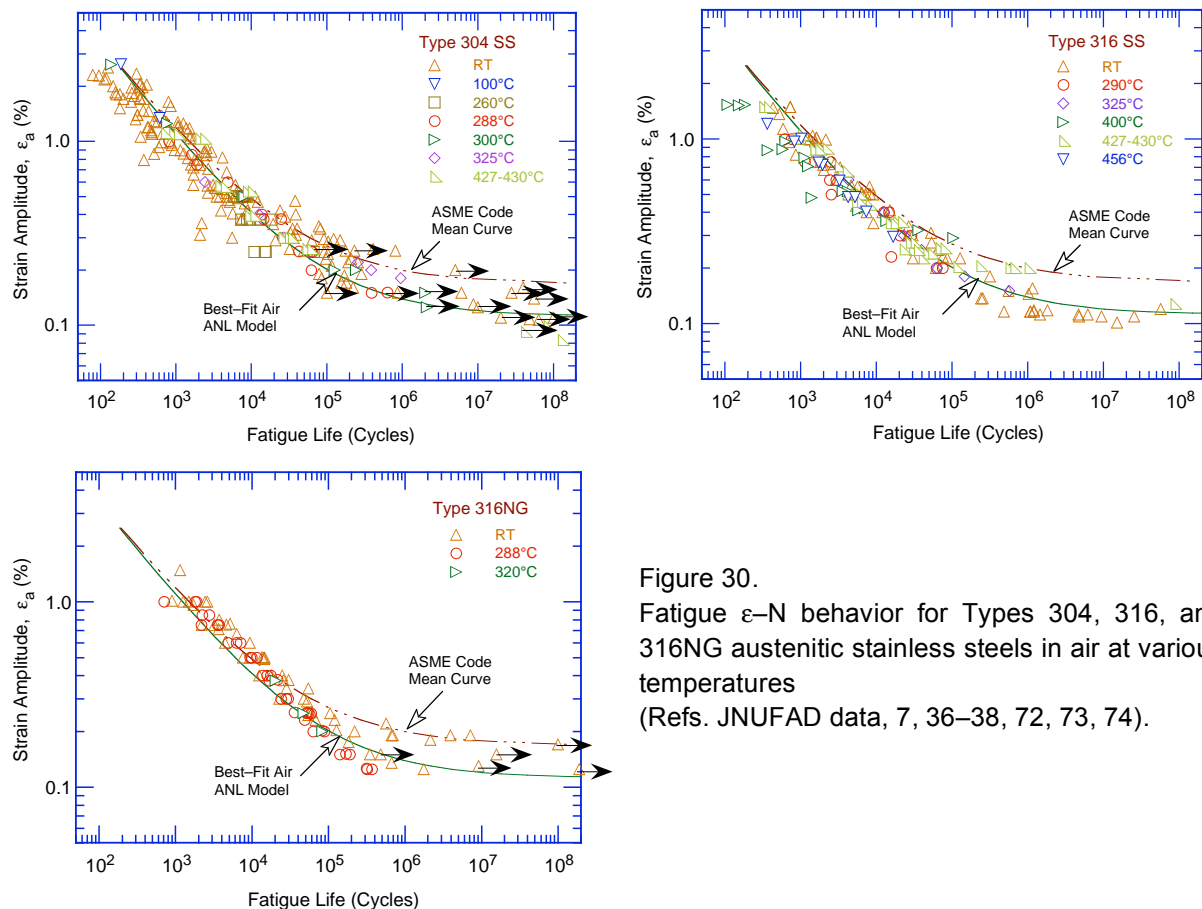 Type 304 SS
RT
100°C
260°C
288°C
300°C
325°C
427-430°C
ASME Code
Mean Curve
Best–Fit Air
ANL Model
Strain Amplitude, εa (%)
1.0
0.1
10² 10³ 10⁴ 10⁵ 10⁶ 10⁷ 10⁸
Fatigue Life (Cycles)
Type 316 SS
RT
290°C
325°C
400°C
427-430°C
456°C
ASME Code
Mean Curve
Best–Fit Air
ANL Model
Strain Amplitude, εa (%)
1.0
0.1
10² 10³ 10⁴ 10⁵ 10⁶ 10⁷ 10⁸
Fatigue Life (Cycles)
Type 316NG
RT
288°C
320°C
ASME Code
Mean Curve
Best–Fit Air
ANL Model
Strain Amplitude, εa (%)
1.0
0.1
10² 10³ 10⁴ 10⁵ 10⁶ 10⁷ 10⁸
Fatigue Life (Cycles)
Figure 30.
Fatigue ε–N behavior for Types 304, 316, an
316NG austenitic stainless steels in air at variou
temperatures
(Refs. JNUFAD data, 7, 36–38, 72, 73, 74).